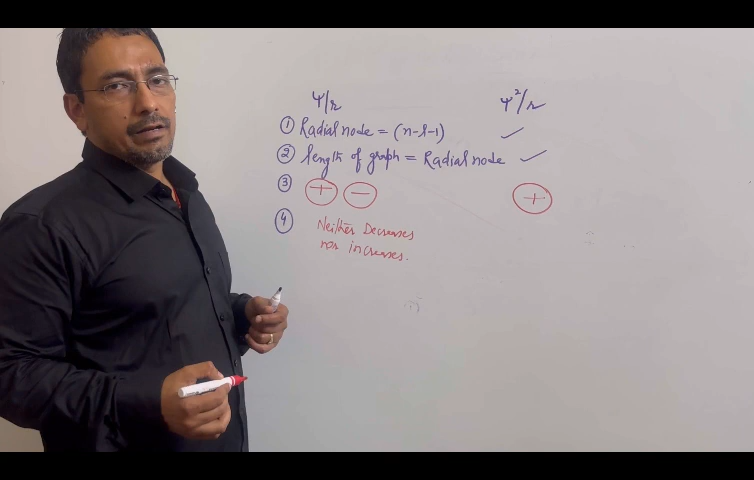 Ψ/r Ψ²/r
① Radial node = (n-l-1) ✓
② length of graph = Radial node ✓
③ + − +
④ Neither Decreases
nor increases.